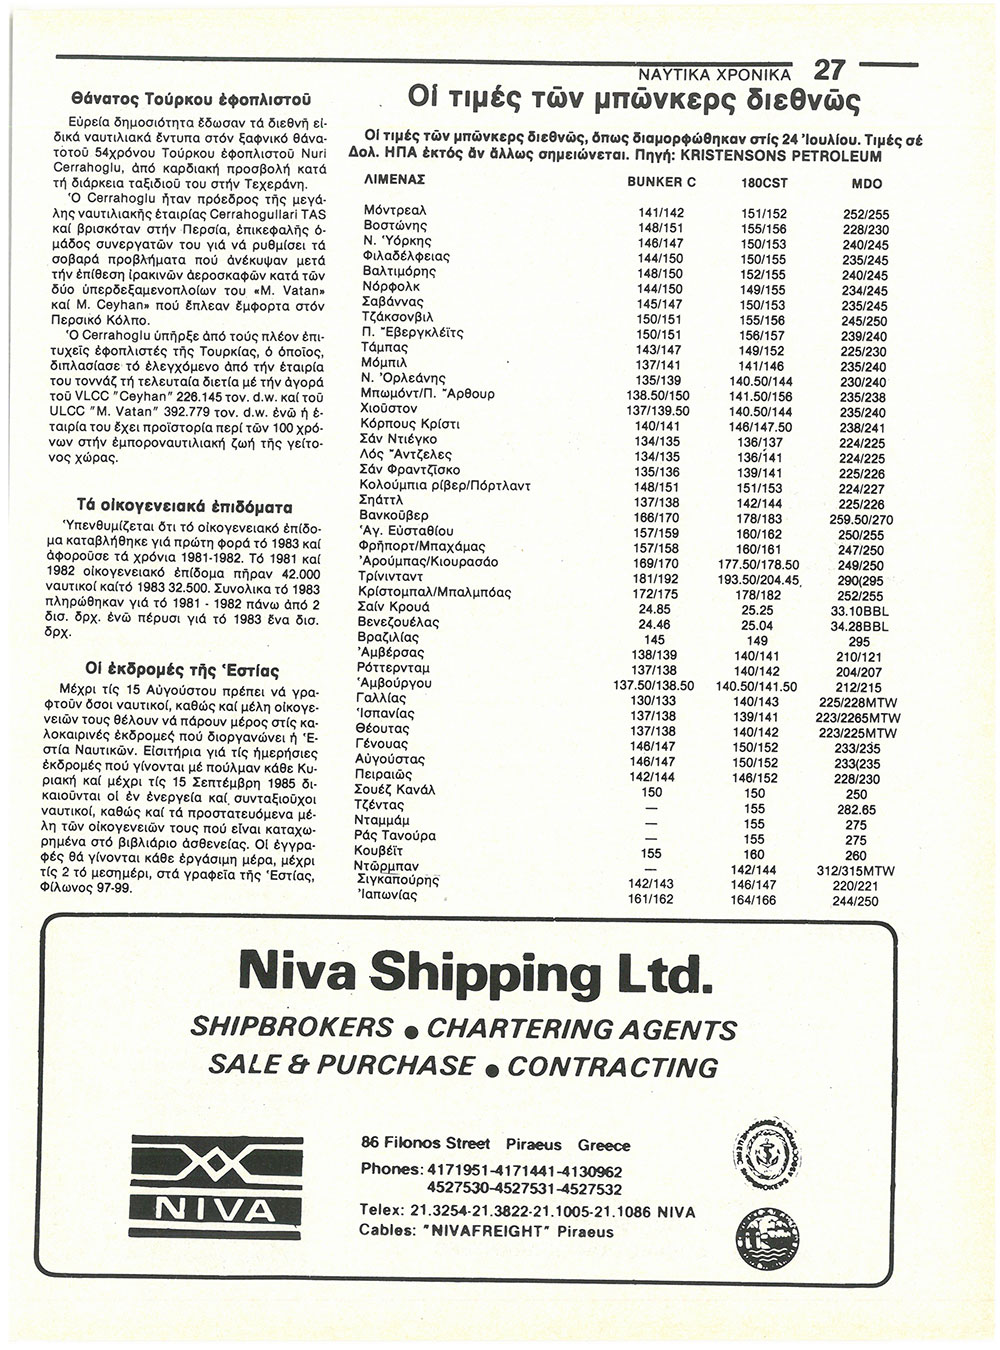 ΝΑΥΤΙΚΑ ΧΡΟΝΙΚΑ 27
Θάνατος Τούρκου ἐφοπλιστοῦ
Εὐρεία δημοσιότητα ἔδωσαν τά διεθνῆ εἰ-
δικά ναυτιλιακά ἔντυπα στόν ξαφνικό θάνα-
τοτοῦ 54χρόνου Τούρκου ἐφοπλιστοῦ Nuri
Cerrahoglu, ἀπό καρδιακή προσβολή κατά
τή διάρκεια ταξιδιοῦ του στήν Τεχεράνη.
Ὁ Cerrahoglu ἦταν πρόεδρος τῆς μεγά-
λης ναυτιλιακῆς ἑταιρίας Cerrahogullari TAS
καί βρισκόταν στήν Περσία, ἐπικεφαλῆς ὁ-
μάδος συνεργατῶν του γιά νά ρυθμίσει τά
σοβαρά προβλήματα πού ἀνέκυψαν μετά
τήν ἐπίθεση ἰρακινῶν ἀεροσκαφῶν κατά τῶν
δύο ὑπερδεξαμενοπλοίων του «M. Vatan»
καί M. Ceyhan» πού ἔπλεαν ἔμφορτα στόν
Περσικό Κόλπο.
Ὁ Cerrahoglu ὑπῆρξε ἀπό τούς πλέον ἐπι-
τυχεῖς ἐφοπλιστές τῆς Τουρκίας, ὁ ὁποῖος,
διπλασίασε τό ἐλεγχόμενο ἀπό τήν ἑταιρία
του τοννάζ τή τελευταία διετία μέ τήν ἀγορά
τοῦ VLCC "Ceyhan" 226.145 τον. d.w. καί τοῦ
ULCC "M. Vatan" 392.779 τον. d.w. ἐνῶ ἡ ἑ-
ταιρία του ἔχει προϊστορία περί τῶν 100 χρό-
νων στήν ἐμποροναυτιλιακή ζωή τῆς γείτο-
νος χώρας.
Τά οἰκογενειακά ἐπιδόματα
Ὑπενθυμίζεται ὅτι τό οἰκογενειακό ἐπίδο-
μα καταβλήθηκε γιά πρώτη φορά τό 1983 καί
ἀφοροῦσε τά χρόνια 1981-1982. Τό 1981 καί
1982 οἰκογενειακό ἐπίδομα πῆραν 42.000
ναυτικοί καίτό 1983 32.500. Συνολικα τό 1983
πληρώθηκαν γιά τό 1981 - 1982 πάνω ἀπό 2
δισ. δρχ. ἐνῶ πέρυσι γιά τό 1983 ἕνα δισ.
δρχ.
Οἱ ἐκδρομές τῆς Ἑστίας
Μέχρι τίς 15 Αὐγούστου πρέπει νά γρα-
φτοῦν ὅσοι ναυτικοί, καθώς καί μέλη οἰκογε-
νειῶν τους θέλουν νά πάρουν μέρος στίς κα-
λοκαιρινές ἐκδρομές πού διοργανώνει ἡ Ἑ-
στία Ναυτικῶν. Εἰσιτήρια γιά τίς ἡμερήσιες
ἐκδρομές πού γίνονται μέ πούλμαν κάθε Κυ-
ριακή καί μέχρι τίς 15 Σεπτέμβρη 1985 δι-
καιοῦνται οἱ ἐν ἐνεργεία καί συνταξιοῦχοι
ναυτικοί, καθώς καί τά προστατευόμενα μέ-
λη τῶν οἰκογενειῶν τους πού εἶναι καταχω-
ρημένα στό βιβλιάριο ἀσθενείας. Οἱ ἐγγρα-
φές θά γίνονται κάθε ἐργάσιμη μέρα, μέχρι
τίς 2 τό μεσημέρι, στά γραφεῖα τῆς Ἑστίας,
Φίλωνος 97-99.
Οἱ τιμές τῶν μπῶνκερς διεθνῶς
Οἱ τιμές τῶν μπῶνκερς διεθνῶς, ὅπως διαμορφώθηκαν στίς 24 Ἰουλίου. Τιμές σέ
Δολ. ΗΠΑ ἐκτός ἄν ἄλλως σημειώνεται. Πηγή: KRISTENSONS PETROLEUM
ΛΙΜΕΝΑΣ BUNKER C 180CST MDO
Μόντρεαλ 141/142 151/152 252/255
Βοστώνης 148/151 155/156 228/230
Ν. Ὑόρκης 146/147 150/153 240/245
Φιλαδέλφειας 144/150 150/155 235/245
Βαλτιμόρης 148/150 152/155 240/245
Νόρφολκ 144/150 149/155 234/245
Σαβάννας 145/147 150/153 235/245
Τζάκσονβιλ 150/151 155/156 245/250
Π. Ἔβεργκλέϊτς 150/151 156/157 239/240
Τάμπας 143/147 149/152 225/230
Μόμπιλ 137/141 141/146 235/240
Ν. Ὀρλεάνης 135/139 140.50/144 230/240
Μπωμόντ/Π. Ἄρθουρ 138.50/150 141.50/156 235/238
Χιοῦστον 137/139.50 140.50/144 235/240
Κόρπους Κρίστι 140/141 146/147.50 238/241
Σάν Ντιέγκο 134/135 136/137 224/225
Λός Ἄντζελες 134/135 136/141 224/225
Σάν Φραντζῖσκο 135/136 139/141 225/226
Κολούμπια ρίβερ/Πόρτλαντ 148/151 151/153 224/227
Σηάττλ 137/138 142/144 225/226
Βανκοῦβερ 166/170 178/183 259.50/270
Ἁγ. Εὐσταθίου 157/159 160/162 250/255
Φρήπορτ/Μπαχάμας 157/158 160/161 247/250
Ἀρούμπας/Κιουρασάο 169/170 177.50/178.50 249/250
Τρίνινταντ 181/192 193.50/204.45 290(295
Κρίστομπαλ/Μπαλμπόας 172/175 178/182 252/255
Σαίν Κρουά 24.85 25.25 33.10BBL
Βενεζουέλας 24.46 25.04 34.28BBL
Βραζιλίας 145 149 295
Ἀμβέρσας 138/139 140/141 210/121
Ρόττερνταμ 137/138 140/142 204/207
Ἁμβούργου 137.50/138.50 140.50/141.50 212/215
Γαλλίας 130/133 140/143 225/228MTW
Ἱσπανίας 137/138 139/141 223/2265MTW
Θέουτας 137/138 140/142 223/225MTW
Γένουας 146/147 150/152 233/235
Αὐγούστας 146/147 150/152 233(235
Πειραιῶς 142/144 146/152 228/230
Σουέζ Κανάλ 150 150 250
Τζέντας — 155 282.65
Νταμμάμ — 155 275
Ράς Τανούρα — 155 275
Κουβέϊτ 155 160 260
Ντῶρμπαν — 142/144 312/315MTW
Σιγκαπούρης 142/143 146/147 220/221
Ἰαπωνίας 161/162 164/166 244/250
Niva Shipping Ltd.
SHIPBROKERS ● CHARTERING AGENTS
SALE & PURCHASE ● CONTRACTING
NIVA
86 Filonos Street Piraeus Greece
Phones: 4171951-4171441-4130962
4527530-4527531-4527532
Telex: 21.3254-21.3822-21.1005-21.1086 NIVA
Cables: "NIVAFREIGHT" Piraeus